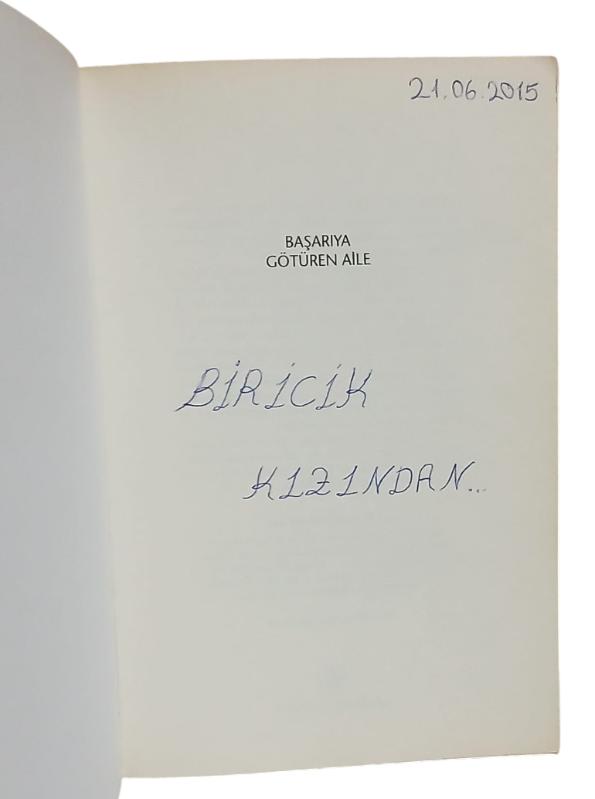 21.06.2015
BAŞARIYA
GÖTÜREN AİLE
BİRİCİK
KIZINDAN...